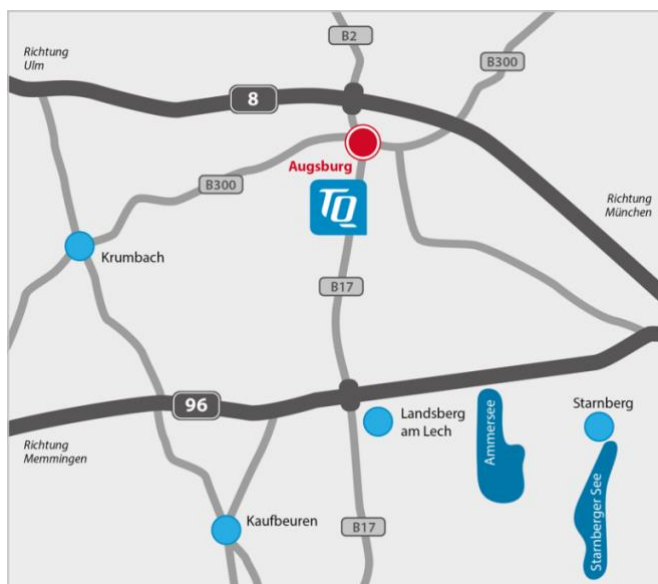 B2
Richtung
Ulm
B300
8
Augsburg
B300
TQ
Richtung
München
Krumbach
B17
96
Landsberg
am Lech
Ammersee
Starnberg
Richtung
Memmingen
Starnberger See
Kaufbeuren
B17